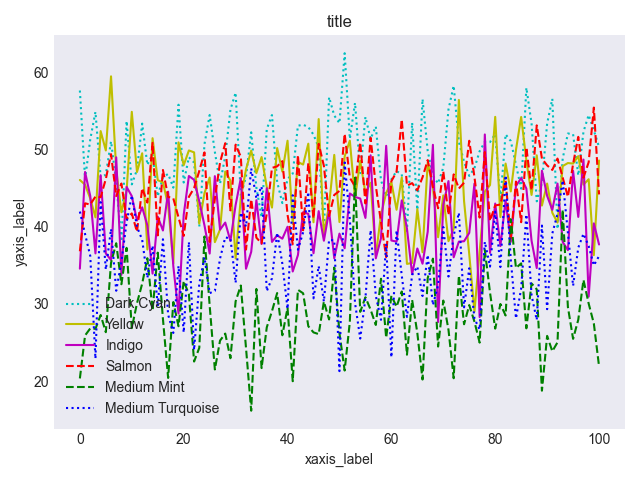 title
60
50
40
30
20
yaxis_label
Dark Cyan
Yellow
Indigo
Salmon
Medium Mint
Medium Turquoise
0 20 40 60 80 100
xaxis_label